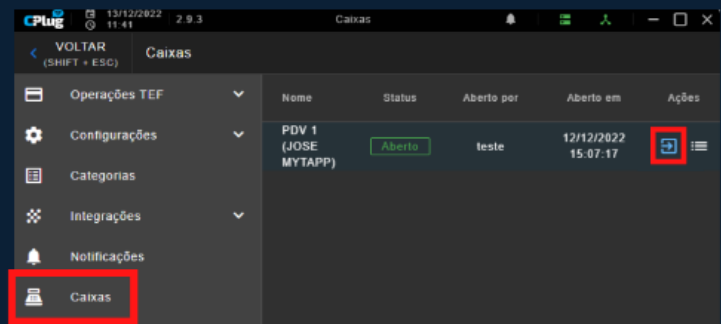 CPlug 13/12/2022 11:41 2.9.3 Caixas
VOLTAR
(SHIFT + ESC)
Caixas
Operações TEF
Configurações
Categorias
Integrações
Notificações
Caixas
Nome Status Aberto por Aberto em Ações
PDV 1
(JOSE
MYTAPP)
Aberto
teste
12/12/2022
15:07:17